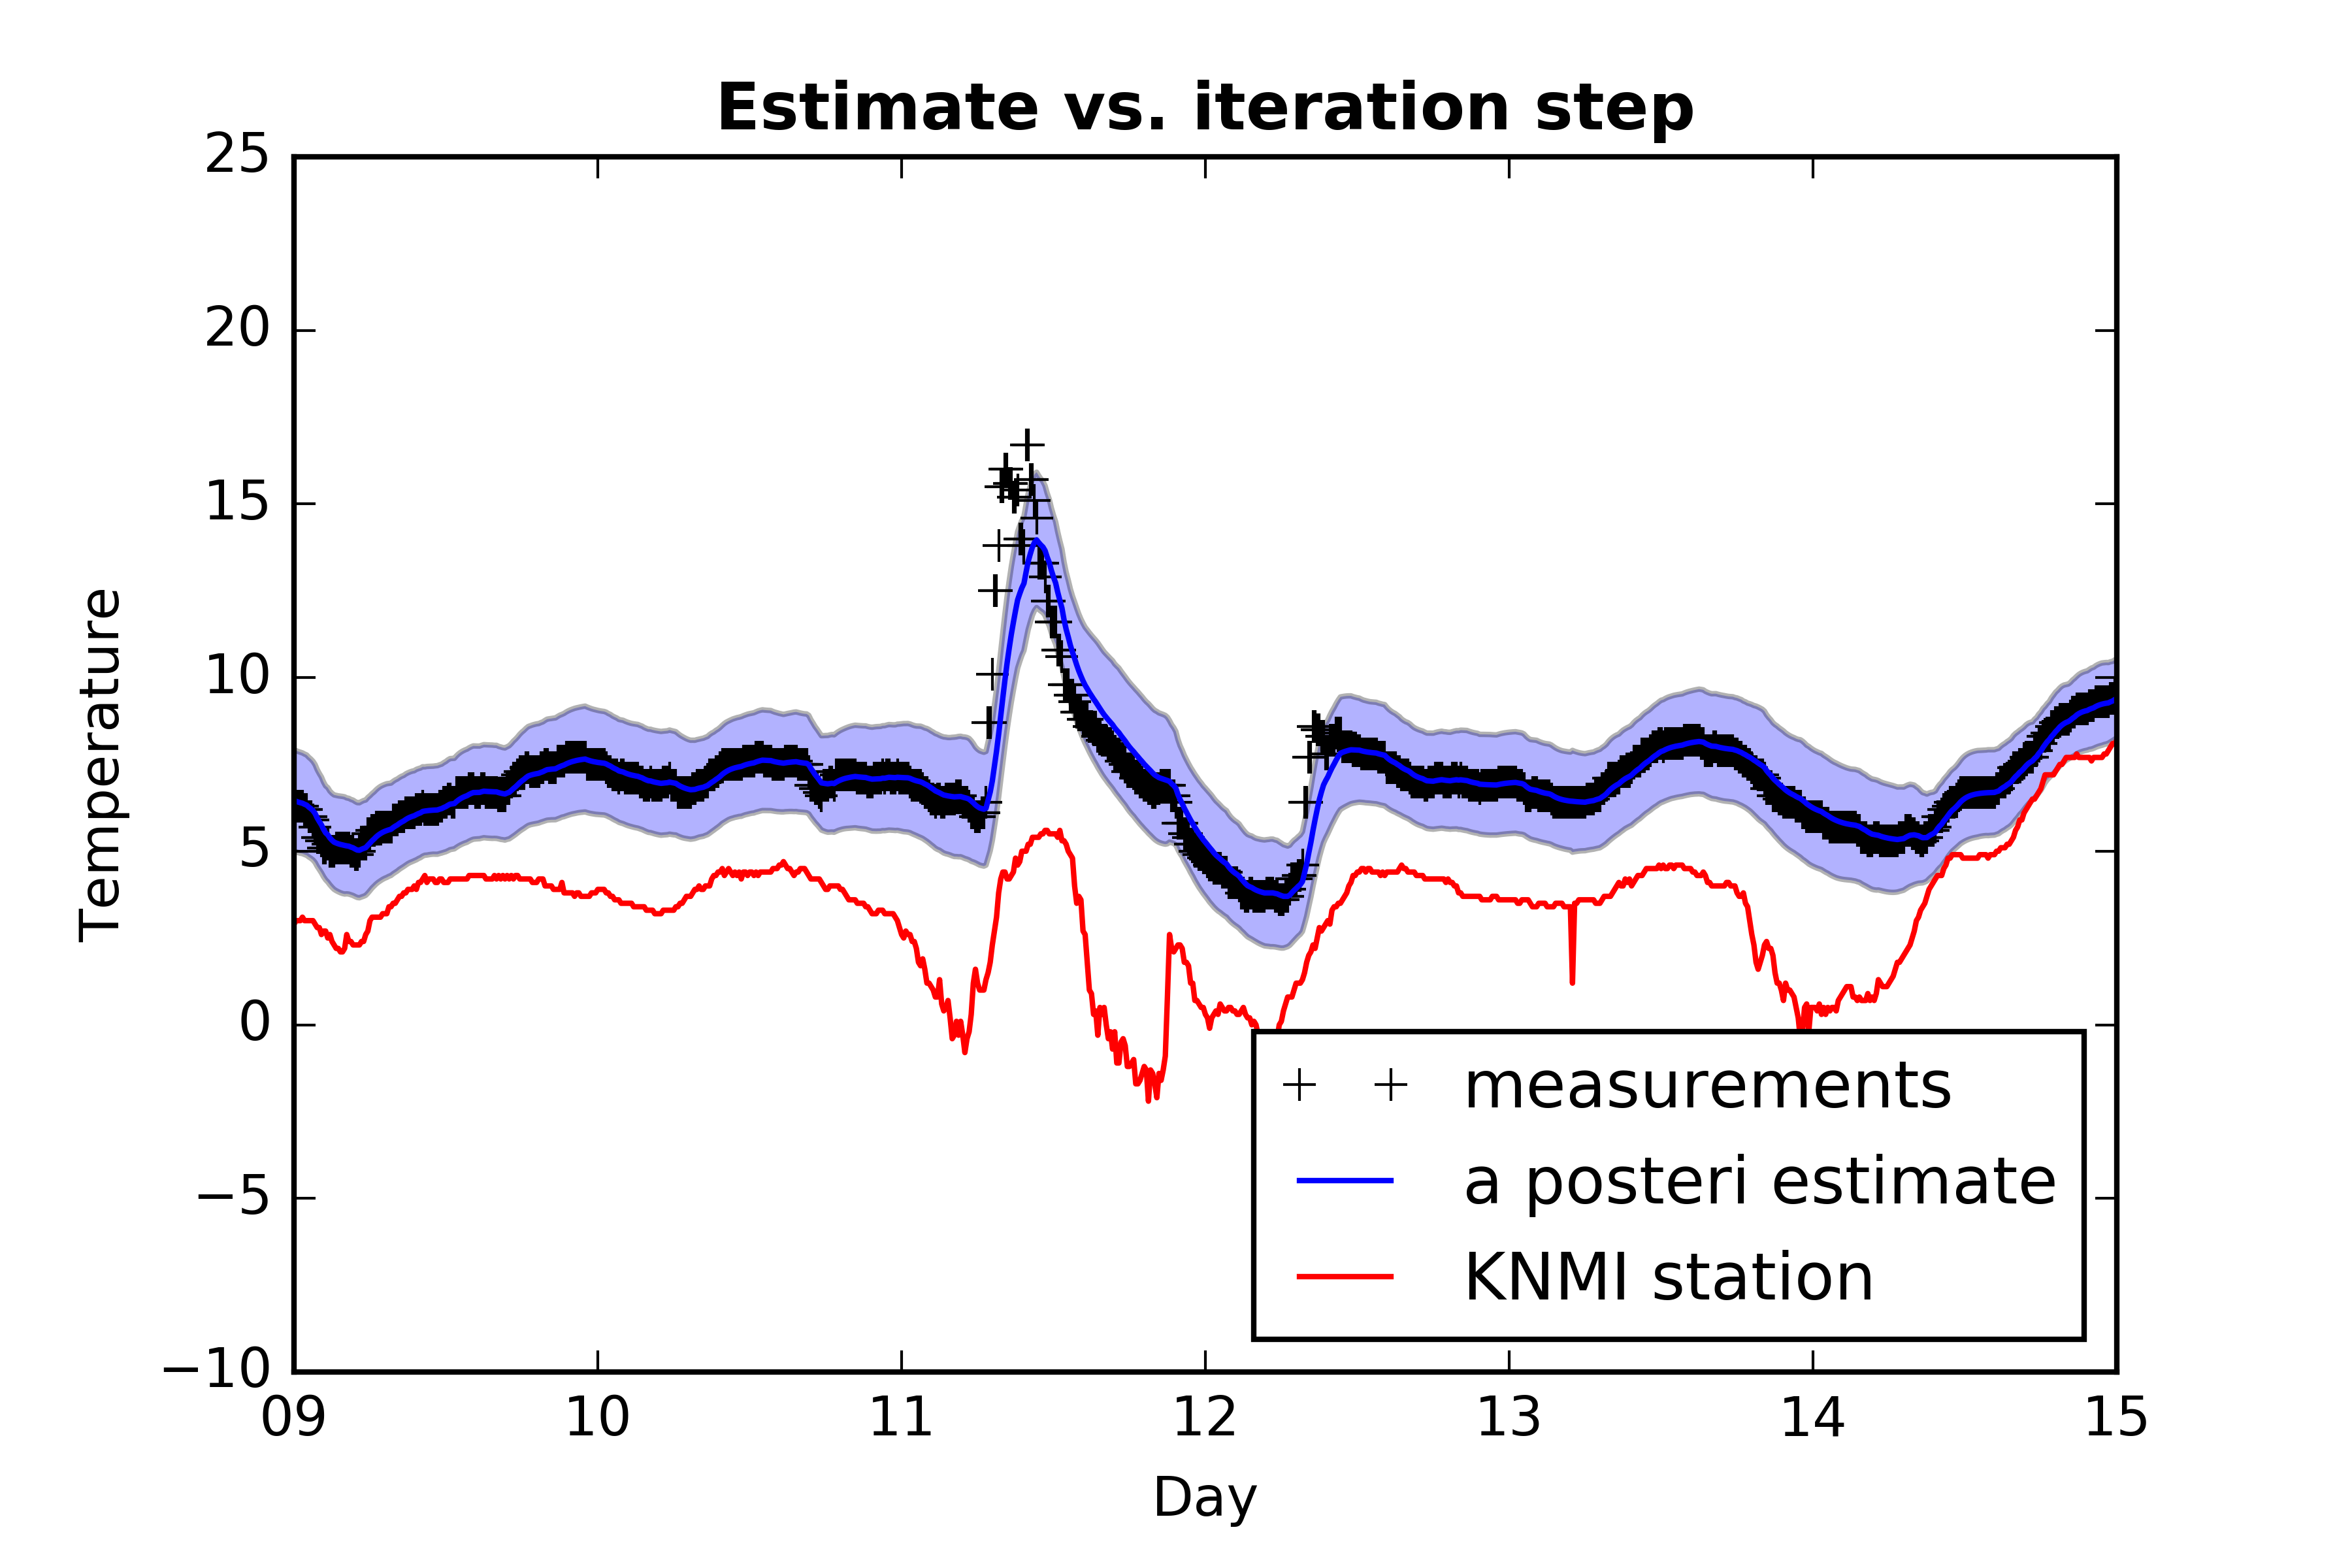 Estimate vs. iteration step
25
20
15
10
5
0
−5
−10
Temperature
measurements
a posteri estimate
KNMI station
09 10 11 12 13 14 15
Day